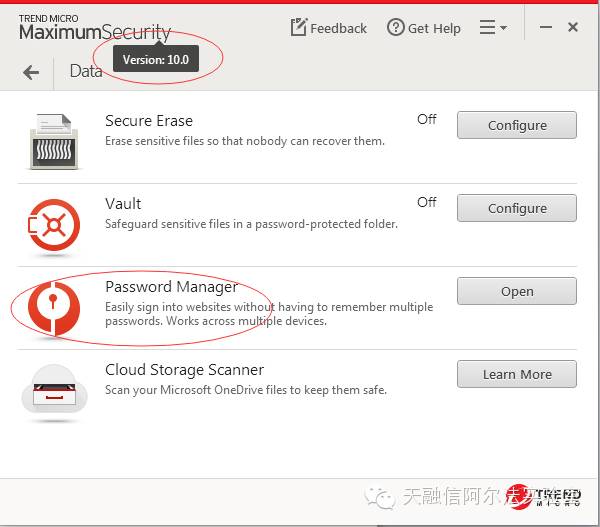 TREND MICRO
MaximumSecurity
Feedback
Get Help
Version: 10.0
Data
Secure Erase
Off
Configure
Erase sensitive files so that nobody can recover them.
Vault
Off
Configure
Safeguard sensitive files in a password-protected folder.
Password Manager
Open
Easily sign into websites without having to remember multiple
passwords. Works across multiple devices.
Cloud Storage Scanner
Learn More
Scan your Microsoft OneDrive files to keep them safe.
天融信阿尔法实验室
TREND
MICRO